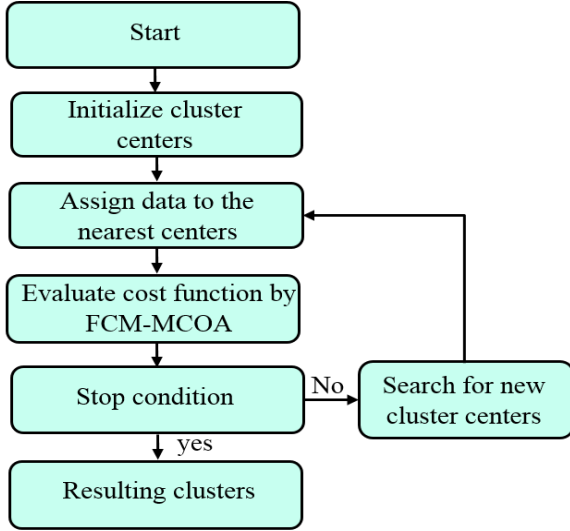 Start
Initialize cluster
centers
Assign data to the
nearest centers
Evaluate cost function by
FCM-MCOA
Stop condition
No
Search for new
cluster centers
yes
Resulting clusters